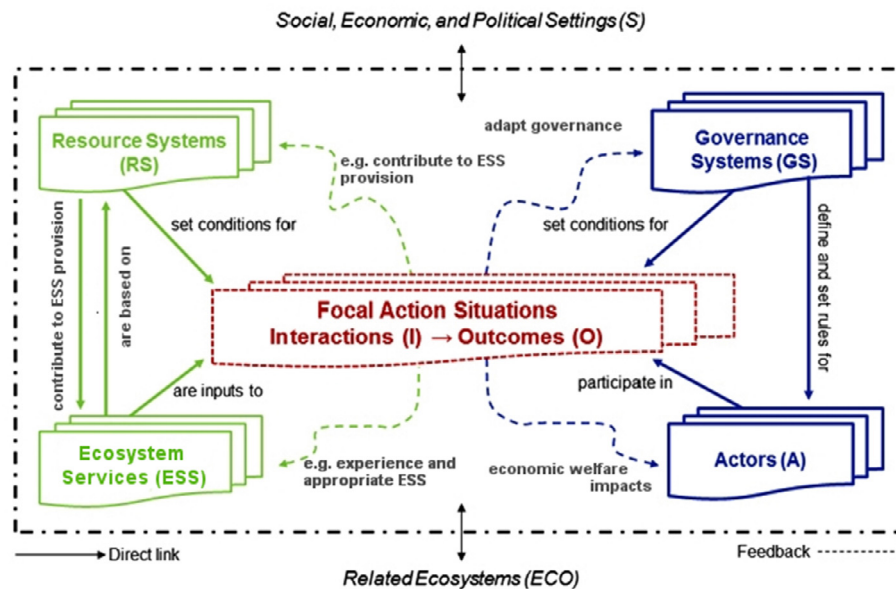 Social, Economic, and Political Settings (S)
Resource Systems
(RS)
adapt governance
Governance
Systems (GS)
e.g. contribute to ESS
provision
set conditions for
set conditions for
contribute to ESS provision
are based on
define and set rules for
Focal Action Situations
Interactions (I) → Outcomes (O)
are inputs to
participate in
Ecosystem
Services (ESS)
e.g. experience and
appropriate ESS
economic welfare
impacts
Actors (A)
Direct link
Feedback
Related Ecosystems (ECO)